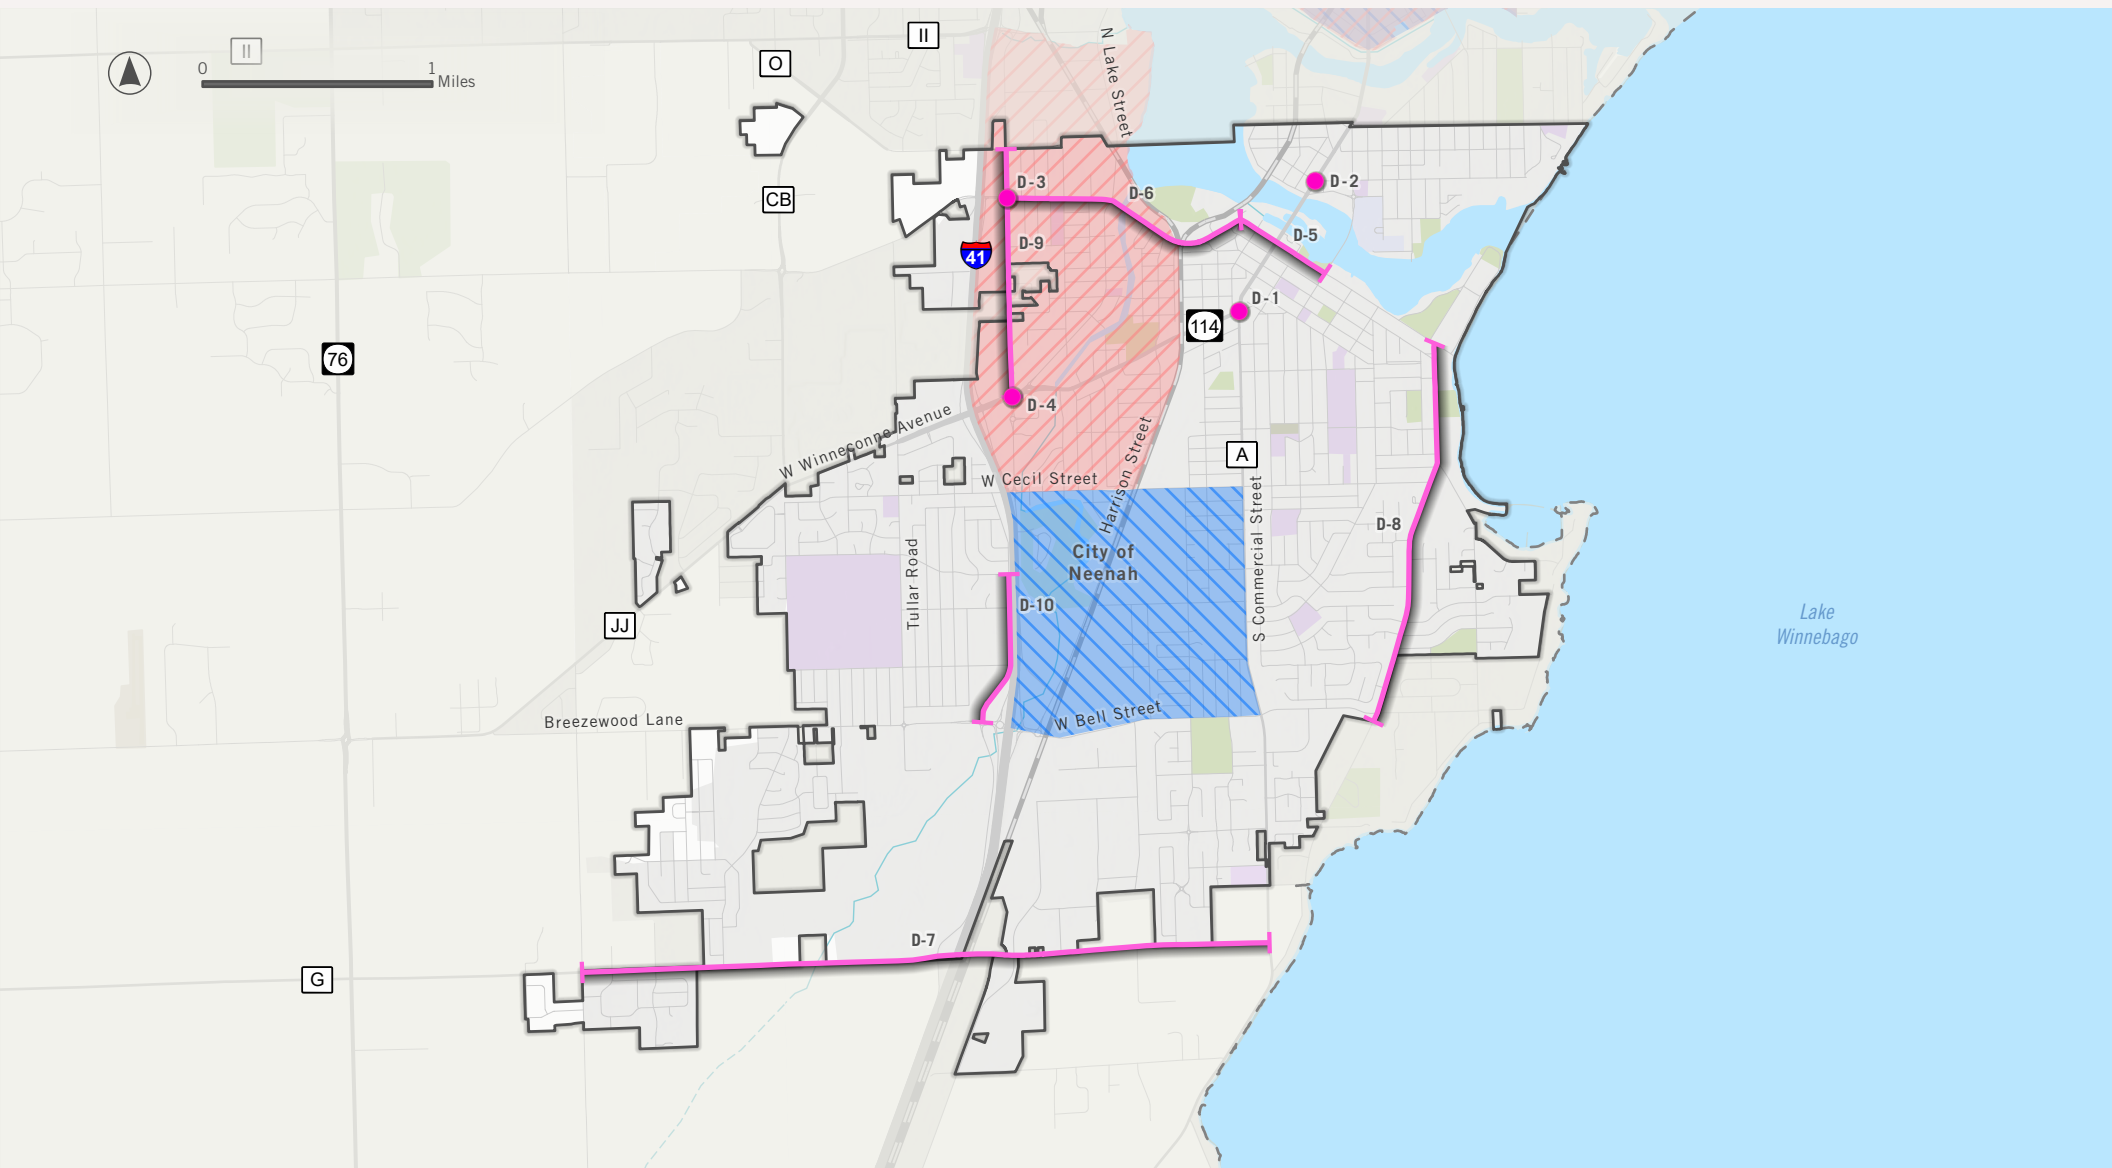 II
II
O
0
1
Miles
N Lake Street
CB
D-3
D-6
D-2
D-5
D-9
41
D-1
114
76
D-4
W Winneconne Avenue
A
W Cecil Street
Harrison Street
S Commercial Street
D-8
City of
Neenah
Tullar Road
D-10
JJ
Lake
Winnebago
Breezewood Lane
W Bell Street
D-7
G